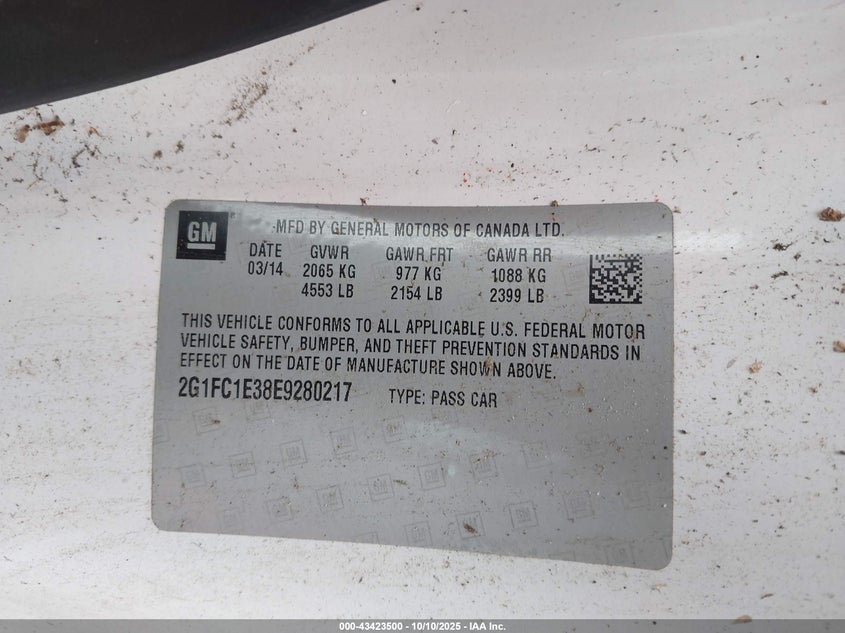 GM ® MFD BY GENERAL MOTORS OF CANADA LTD.
DATE GVWR GAWR FRT GAWR RR
03/14 2065 KG 977 KG 1088 KG
4553 LB 2154 LB 2399 LB
THIS VEHICLE CONFORMS TO ALL APPLICABLE U.S. FEDERAL MOTOR
VEHICLE SAFETY, BUMPER, AND THEFT PREVENTION STANDARDS IN
EFFECT ON THE DATE OF MANUFACTURE SHOWN ABOVE.
2G1FC1E38E9280217 TYPE: PASS CAR
000-43423500 - 10/10/2025 - IAA Inc.